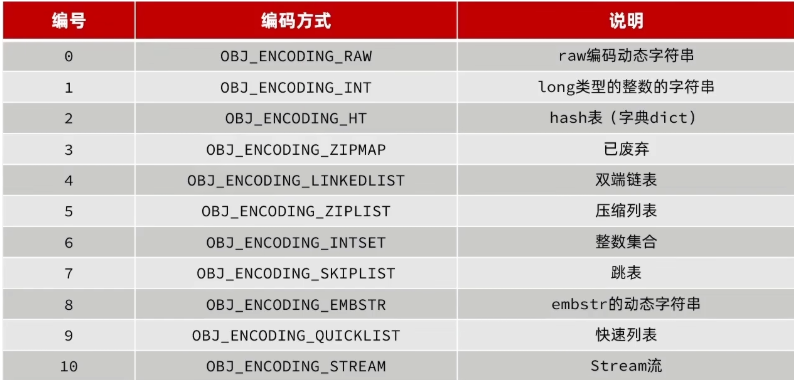 编号 编码方式 说明
0 OBJ_ENCODING_RAW raw编码动态字符串
1 OBJ_ENCODING_INT long类型的整数的字符串
2 OBJ_ENCODING_HT hash表（字典dict）
3 OBJ_ENCODING_ZIPMAP 已废弃
4 OBJ_ENCODING_LINKEDLIST 双端链表
5 OBJ_ENCODING_ZIPLIST 压缩列表
6 OBJ_ENCODING_INTSET 整数集合
7 OBJ_ENCODING_SKIPLIST 跳表
8 OBJ_ENCODING_EMBSTR embstr的动态字符串
9 OBJ_ENCODING_QUICKLIST 快速列表
10 OBJ_ENCODING_STREAM Stream流